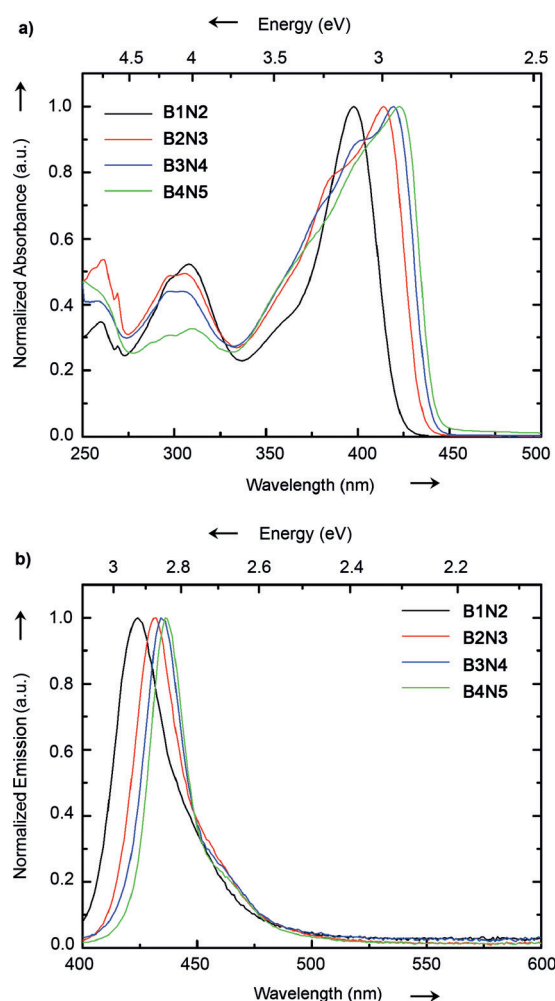 a)
← Energy (eV)
4.5 4 3.5 3 2.5
Normalized Absorbance (a.u.) →
1.0
0.8
0.6
0.4
0.2
0.0
B1N2
B2N3
B3N4
B4N5
250 300 350 400 450 500
Wavelength (nm) →
b)
← Energy (eV)
3 2.8 2.6 2.4 2.2
Normalized Emission (a.u.) →
1.0
0.8
0.6
0.4
0.2
0.0
B1N2
B2N3
B3N4
B4N5
400 450 500 550 600
Wavelength (nm) →